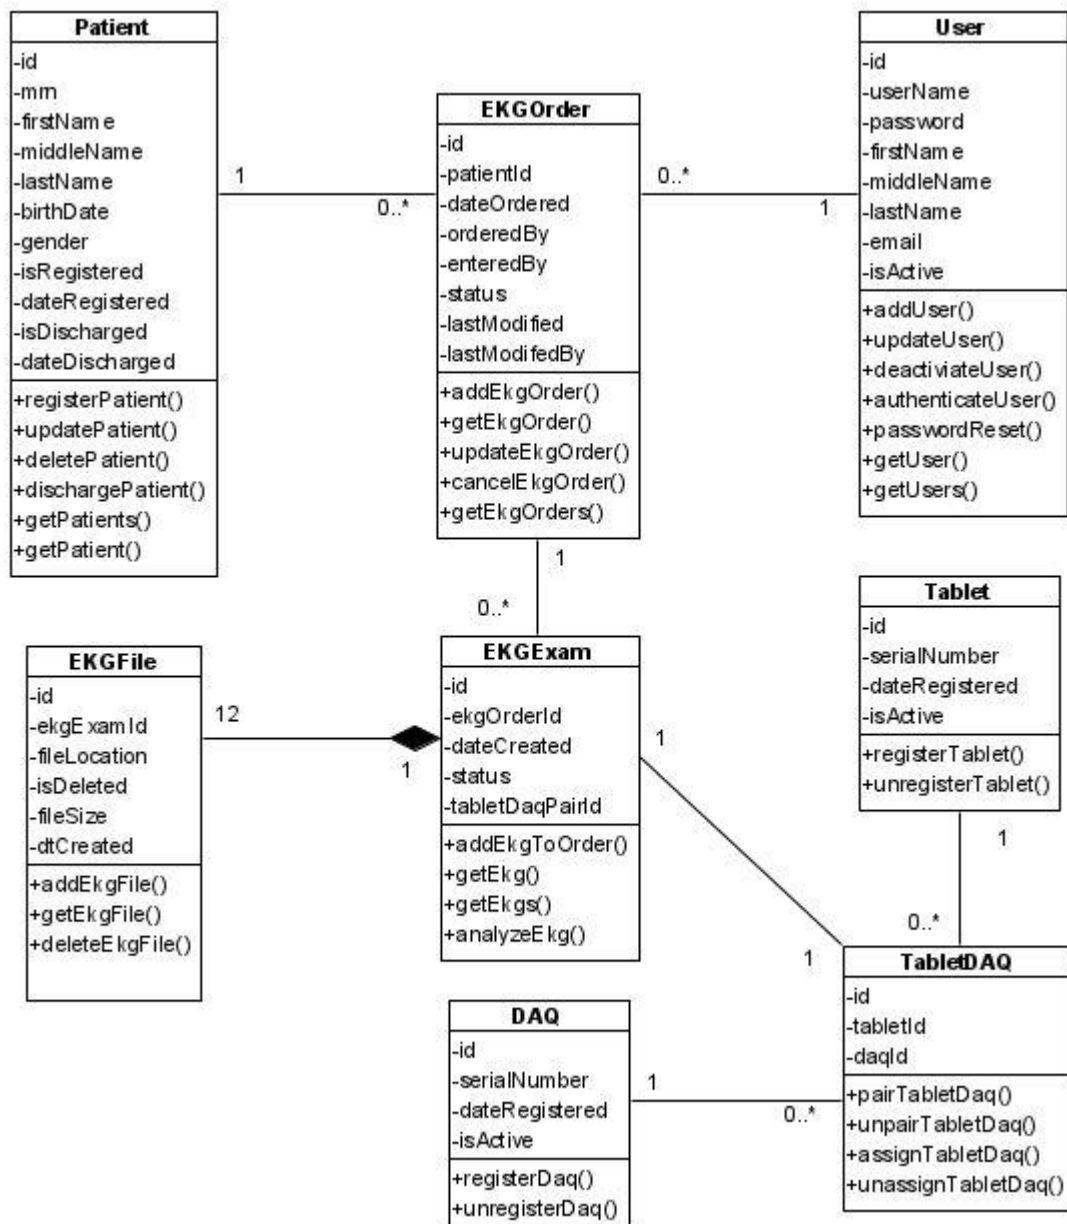 Patient
-id
-mrn
-firstName
-middleName
-lastName
-birthDate
-gender
-isRegistered
-dateRegistered
-isDischarged
-dateDischarged
+registerPatient()
+updatePatient()
+deletePatient()
+dischargePatient()
+getPatients()
+getPatient()
1
0..*
EKGOrder
-id
-patientId
-dateOrdered
-orderedBy
-enteredBy
-status
-lastModified
-lastModifedBy
+addEkgOrder()
+getEkgOrder()
+updateEkgOrder()
+cancelEkgOrder()
+getEkgOrders()
0..*
1
User
-id
-userName
-password
-firstName
-middleName
-lastName
-email
-isActive
+addUser()
+updateUser()
+deactiviateUser()
+authenticateUser()
+passwordReset()
+getUser()
+getUsers()
1
0..*
EKGFile
-id
-ekgExamId
-fileLocation
-isDeleted
-fileSize
-dtCreated
+addEkgFile()
+getEkgFile()
+deleteEkgFile()
12
1
EKGExam
-id
-ekgOrderId
-dateCreated
-status
-tabletDaqPairId
+addEkgToOrder()
+getEkg()
+getEkgs()
+analyzeEkg()
1
1
Tablet
-id
-serialNumber
-dateRegistered
-isActive
+registerTablet()
+unregisterTablet()
1
0..*
DAQ
-id
-serialNumber
-dateRegistered
-isActive
+registerDaq()
+unregisterDaq()
1
0..*
TabletDAQ
-id
-tabletId
-daqId
+pairTabletDaq()
+unpairTabletDaq()
+assignTabletDaq()
+unassignTabletDaq()